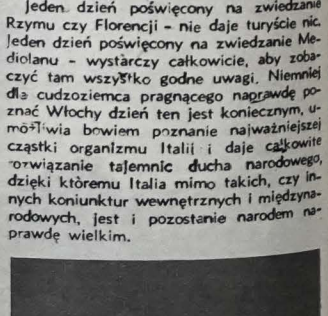 Jeden dzień poświęcony na zwiedzanie
Rzymu czy Florencji - nie daje turyście nic.
Jeden dzień poświęcony na zwiedzanie Me-
diolanu - wystarczy całkowicie, aby zoba-
czyć tam wszystko godne uwagi. Niemniej
dla cudzoziemca pragnącego naprawdę po-
znać Włochy dzień ten jest koniecznym, u-
możliwia bowiem poznanie najważniejszej
cząstki organizmu Italii i daje całkowite
rozwiązanie tajemnic ducha narodowego,
dzięki któremu Italia mimo takich, czy in-
nych koniunktur wewnętrznych i międzyna-
rodowych, jest i pozostanie narodem na-
prawdę wielkim.